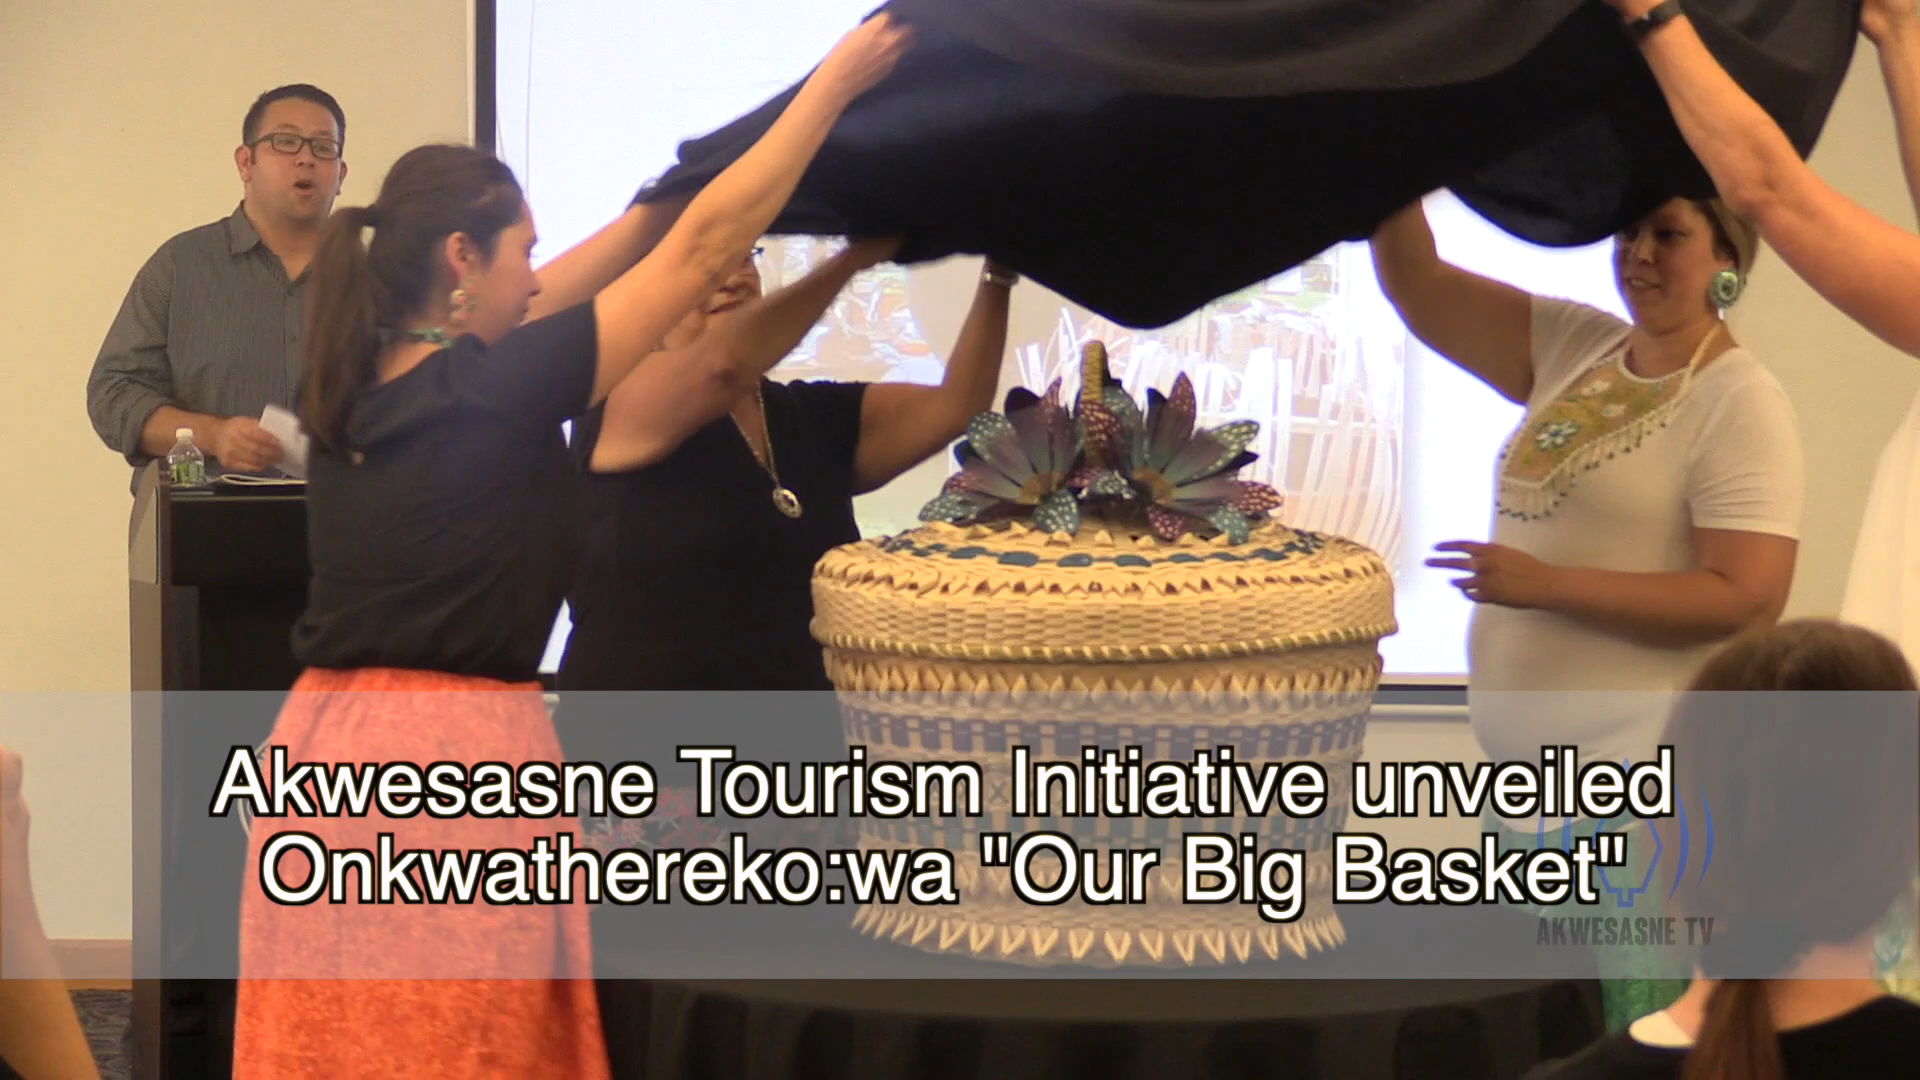 Akwesasne Tourism Initiative unveiled
Onkwathereko:wa "Our Big Basket"
AKWESASNE TV